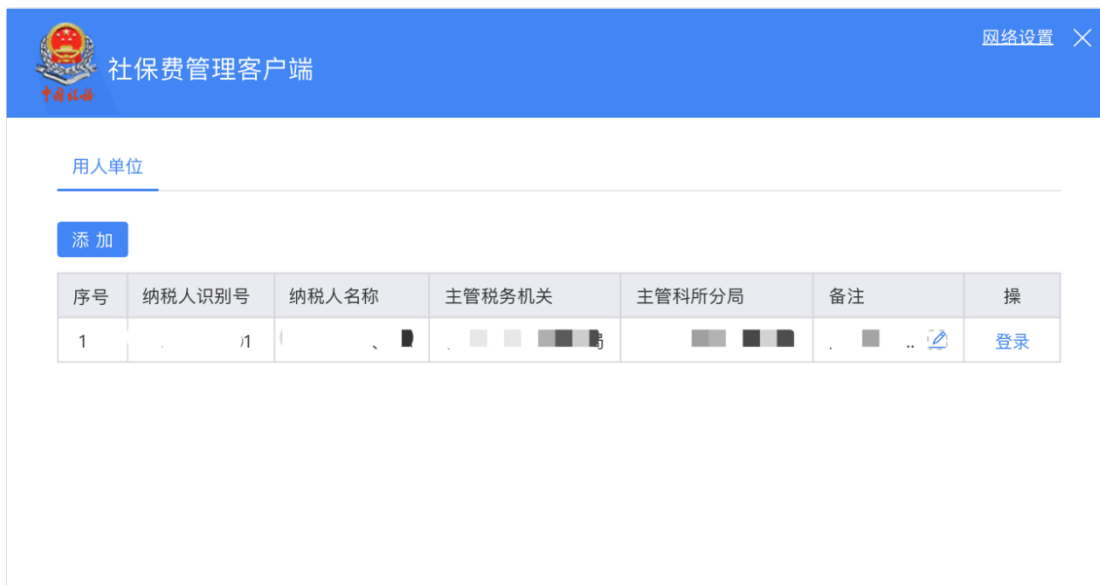 网络设置
社保费管理客户端
中国税务
用人单位
添 加
序号 纳税人识别号 纳税人名称 主管税务机关 主管科所分局 备注 操
1 1 局 .. 登录